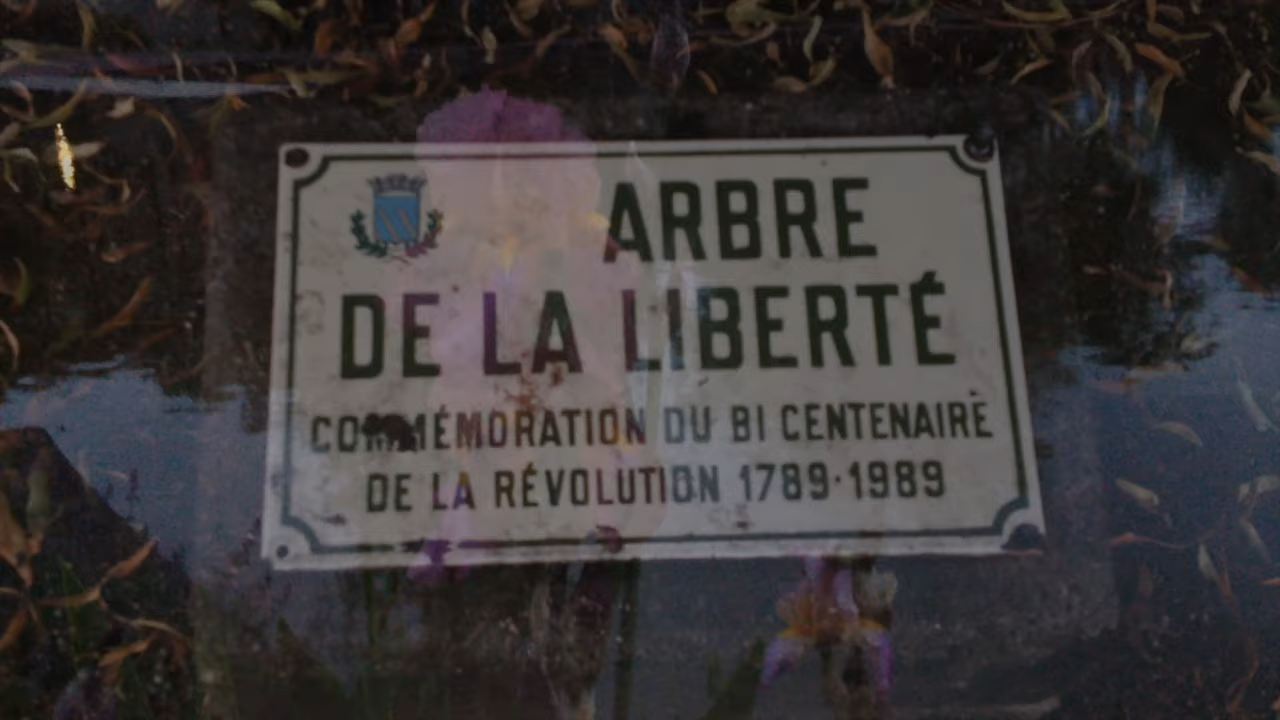 ARBRE
DE LA LIBERTÉ
COMMÉMORATION DU BI CENTENAIRE
DE LA RÉVOLUTION 1789·1989